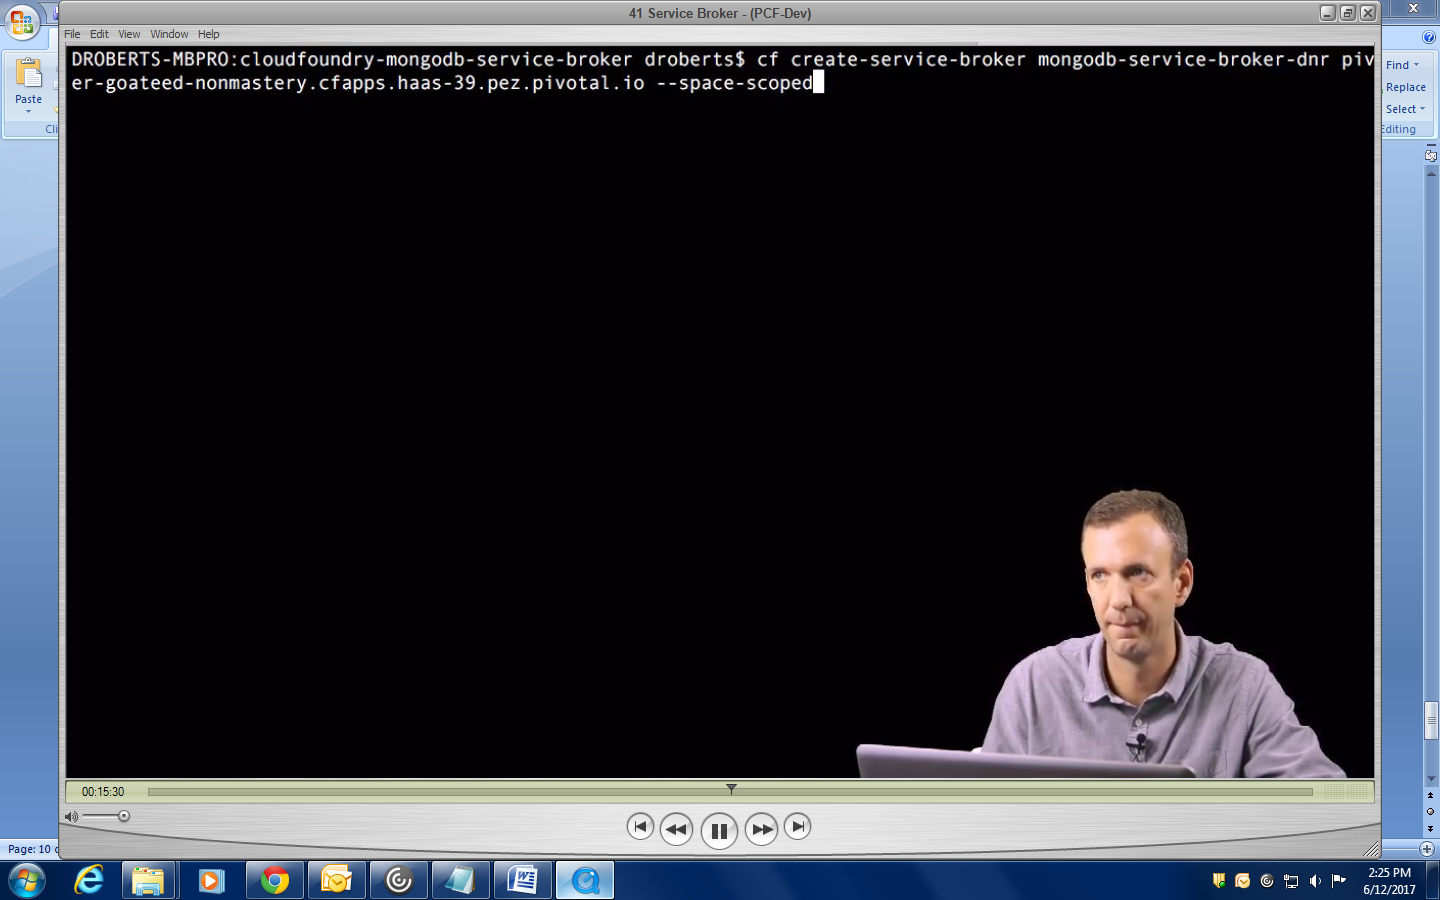 41 Service Broker - (PCF-Dev)
File Edit View Window Help
DROBERTS-MBPRO:cloudfoundry-mongodb-service-broker droberts$ cf create-service-broker mongodb-service-broker-dnr piv
er-goateed-nonmastery.cfapps.haas-39.pez.pivotal.io --space-scoped
Paste
Find
Replace
Select
Editing
00:15:30
Page: 10
2:25 PM
6/12/2017